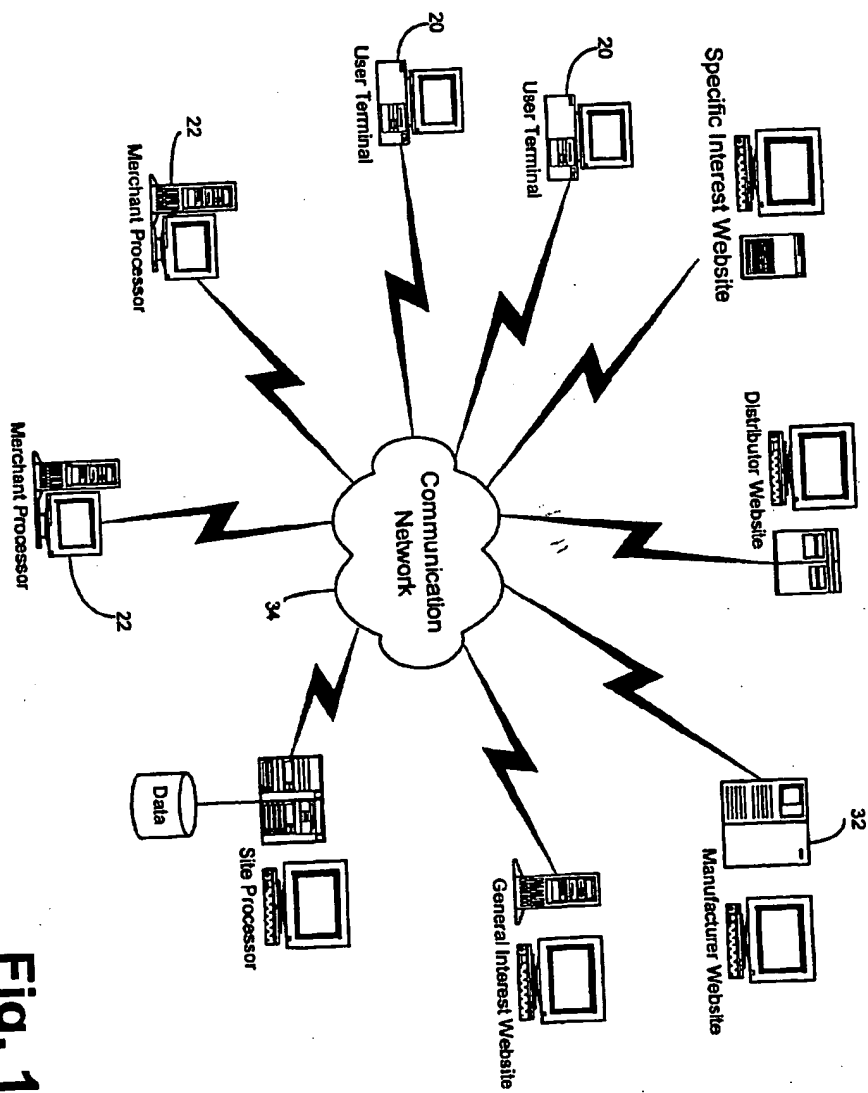 Specific Interest Website
Distributor Website
32
Manufacturer Website
20
User Terminal
20
User Terminal
Communication
Network
34
General Interest Website
22
Merchant Processor
Merchant Processor
22
Data
Site Processor
Fig. 1